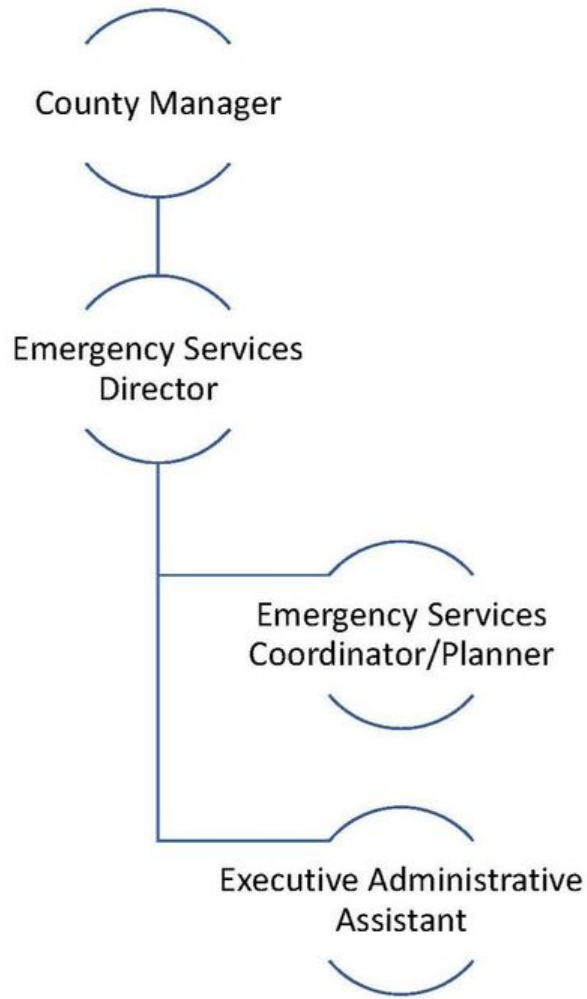 County Manager
Emergency Services
Director
Emergency Services
Coordinator/Planner
Executive Administrative
Assistant